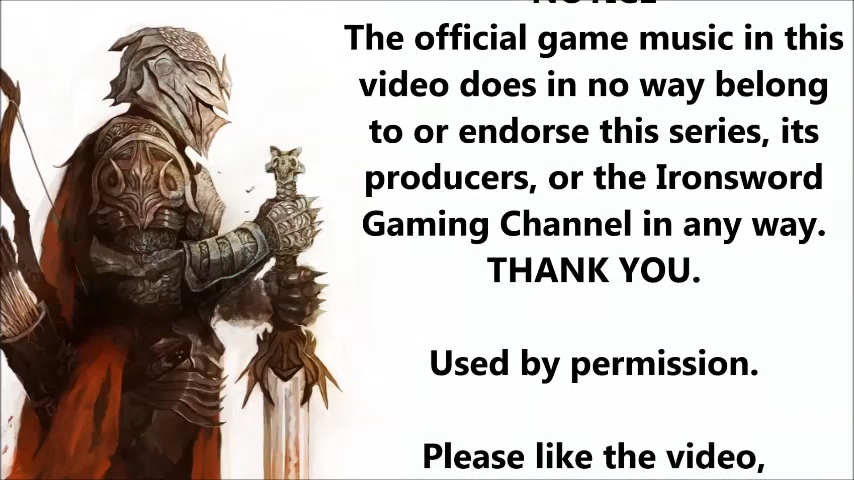 NOTICE
The official game music in this
video does in no way belong
to or endorse this series, its
producers, or the Ironsword
Gaming Channel in any way.
THANK YOU.
Used by permission.
Please like the video,